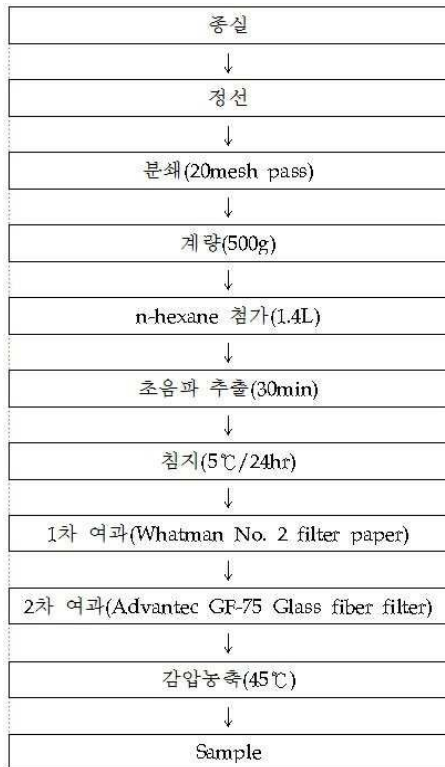 종실
↓
정선
↓
분쇄(20mesh pass)
↓
계량(500g)
↓
n-hexane 첨가(1.4L)
↓
초음파 추출(30min)
↓
침지(5℃/24hr)
↓
1차 여과(Whatman No. 2 filter paper)
↓
2차 여과(Advantec GF-75 Glass fiber filter)
↓
감압농축(45℃)
↓
Sample